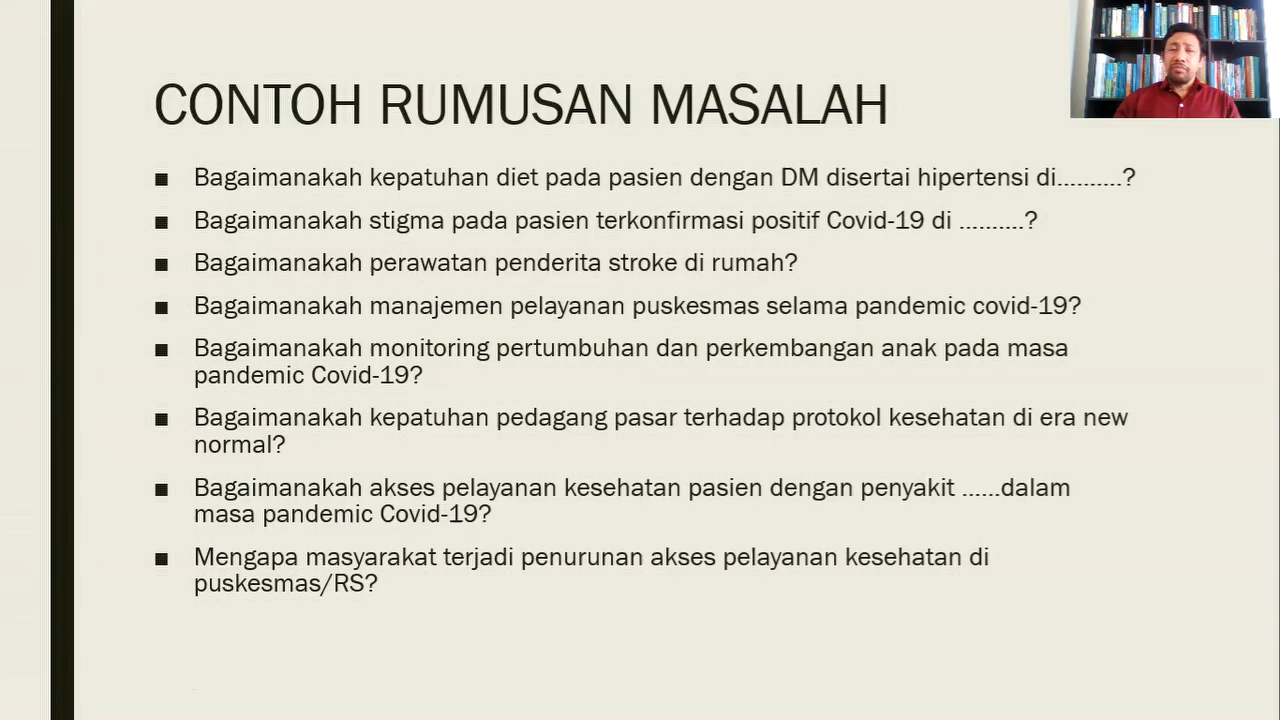 CONTOH RUMUSAN MASALAH
■ Bagaimanakah kepatuhan diet pada pasien dengan DM disertai hipertensi di..........?
■ Bagaimanakah stigma pada pasien terkonfirmasi positif Covid-19 di ..........?
■ Bagaimanakah perawatan penderita stroke di rumah?
■ Bagaimanakah manajemen pelayanan puskesmas selama pandemic covid-19?
■ Bagaimanakah monitoring pertumbuhan dan perkembangan anak pada masa
pandemic Covid-19?
■ Bagaimanakah kepatuhan pedagang pasar terhadap protokol kesehatan di era new
normal?
■ Bagaimanakah akses pelayanan kesehatan pasien dengan penyakit ......dalam
masa pandemic Covid-19?
■ Mengapa masyarakat terjadi penurunan akses pelayanan kesehatan di
puskesmas/RS?